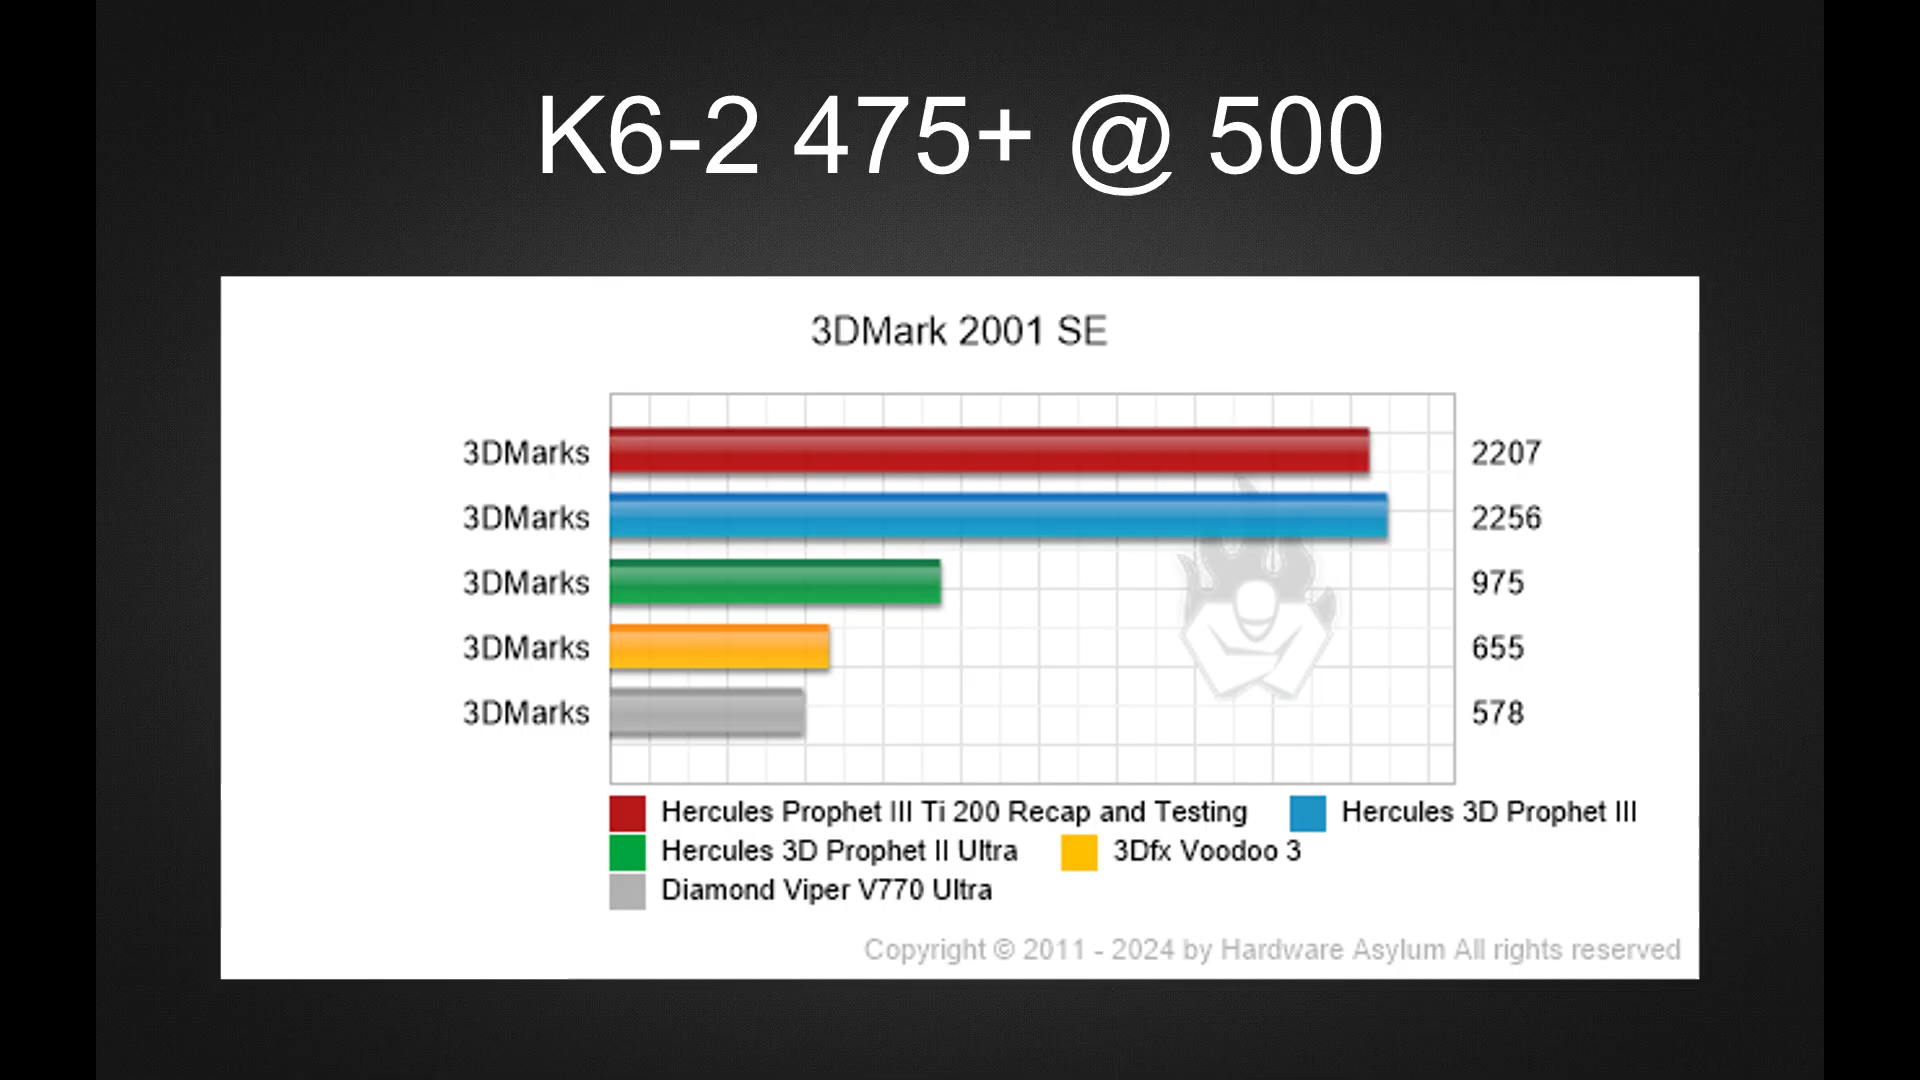 K6-2 475+ @ 500
3DMark 2001 SE
3DMarks 2207
3DMarks 2256
3DMarks 975
3DMarks 655
3DMarks 578
Hercules Prophet III Ti 200 Recap and Testing Hercules 3D Prophet III
Hercules 3D Prophet II Ultra 3Dfx Voodoo 3
Diamond Viper V770 Ultra
Copyright © 2011 - 2024 by Hardware Asylum All rights reserved